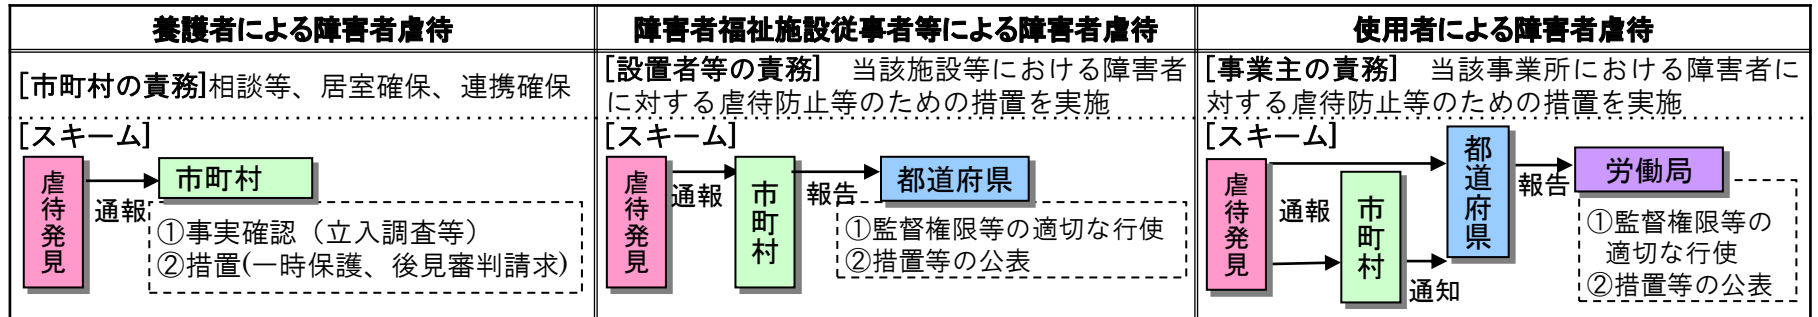 養護者による障害者虐待
[市町村の責務]相談等、居室確保、連携確保
[スキーム]
虐待発見
通報
市町村
①事実確認（立入調査等）
②措置(一時保護、後見審判請求)
障害者福祉施設従事者等による障害者虐待
[設置者等の責務]　当該施設等における障害者
に対する虐待防止等のための措置を実施
[スキーム]
虐待発見
通報
市町村
報告
都道府県
①監督権限等の適切な行使
②措置等の公表
使用者による障害者虐待
[事業主の責務]　当該事業所における障害者に
対する虐待防止等のための措置を実施
[スキーム]
虐待発見
通報
市町村
通知
都道府県
報告
労働局
①監督権限等の
適切な行使
②措置等の公表